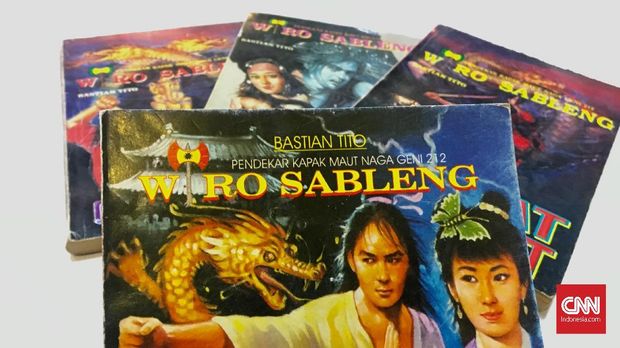 WIRO SABLENG
BASTIAN TITO
BASTIAN TITO
WIRO SABLENG
BASTIAN TITO
WIRO SABLENG
BASTIAN TITO
PENDEKAR KAPAK MAUT NAGA GENI 212
WIRO SABLENG
CNN
Indonesia.com